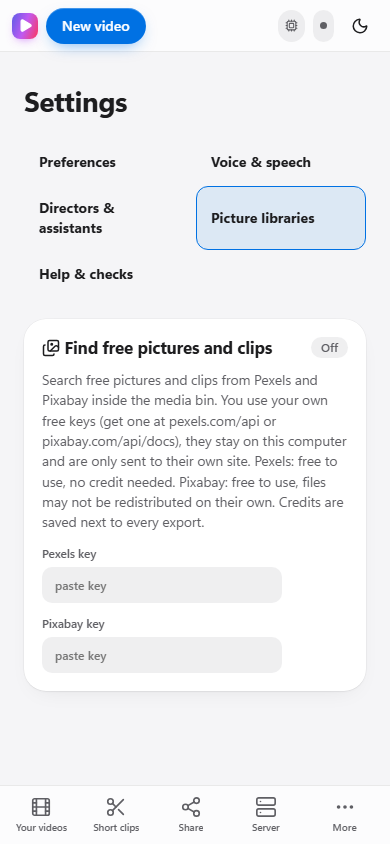 New video
Settings
Preferences
Voice & speech
Directors &
assistants
Picture libraries
Help & checks
Find free pictures and clips
Off
Search free pictures and clips from Pexels and
Pixabay inside the media bin. You use your own
free keys (get one at pexels.com/api or
pixabay.com/api/docs), they stay on this computer
and are only sent to their own site. Pexels: free to
use, no credit needed. Pixabay: free to use, files
may not be redistributed on their own. Credits are
saved next to every export.
Pexels key
paste key
Pixabay key
paste key
Your videos
Short clips
Share
Server
More